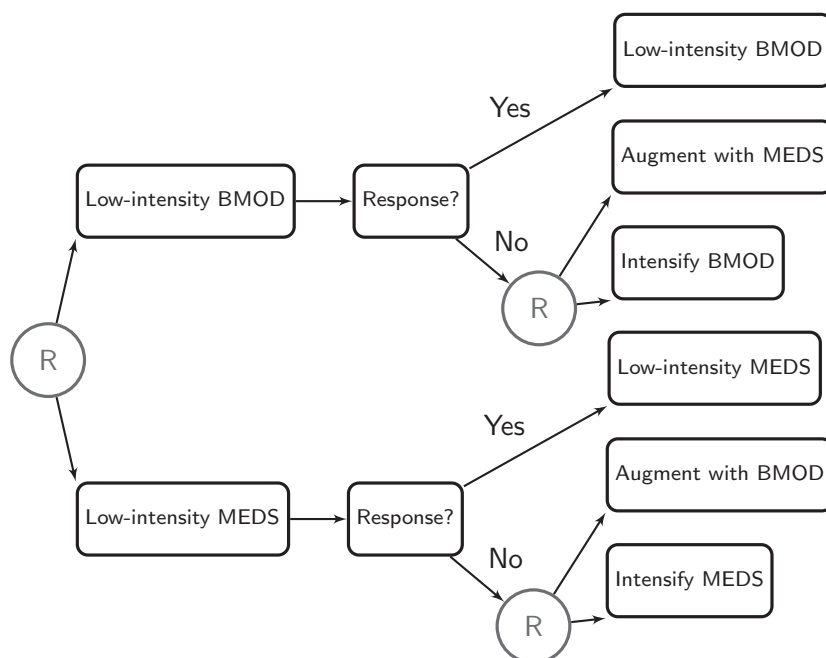 Low-intensity BMOD
Yes
Augment with MEDS
Low-intensity BMOD
Response?
No
Intensify BMOD
R
R
Low-intensity MEDS
Yes
Augment with BMOD
Low-intensity MEDS
Response?
No
Intensify MEDS
R